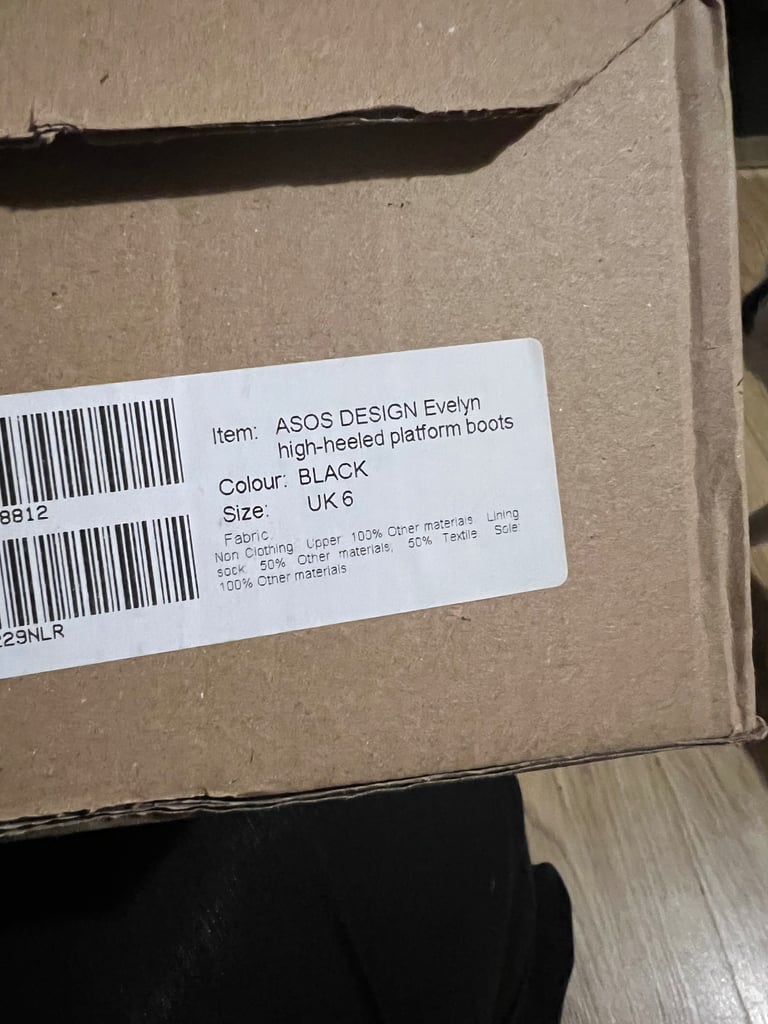 8812
29NLR
Item: ASOS DESIGN Evelyn
high-heeled platform boots
Colour: BLACK
Size: UK 6
Fabric
Non Clothing Upper 100% Other materials Lining
sock 50% Other materials, 50% Textile Sole:
100% Other materials